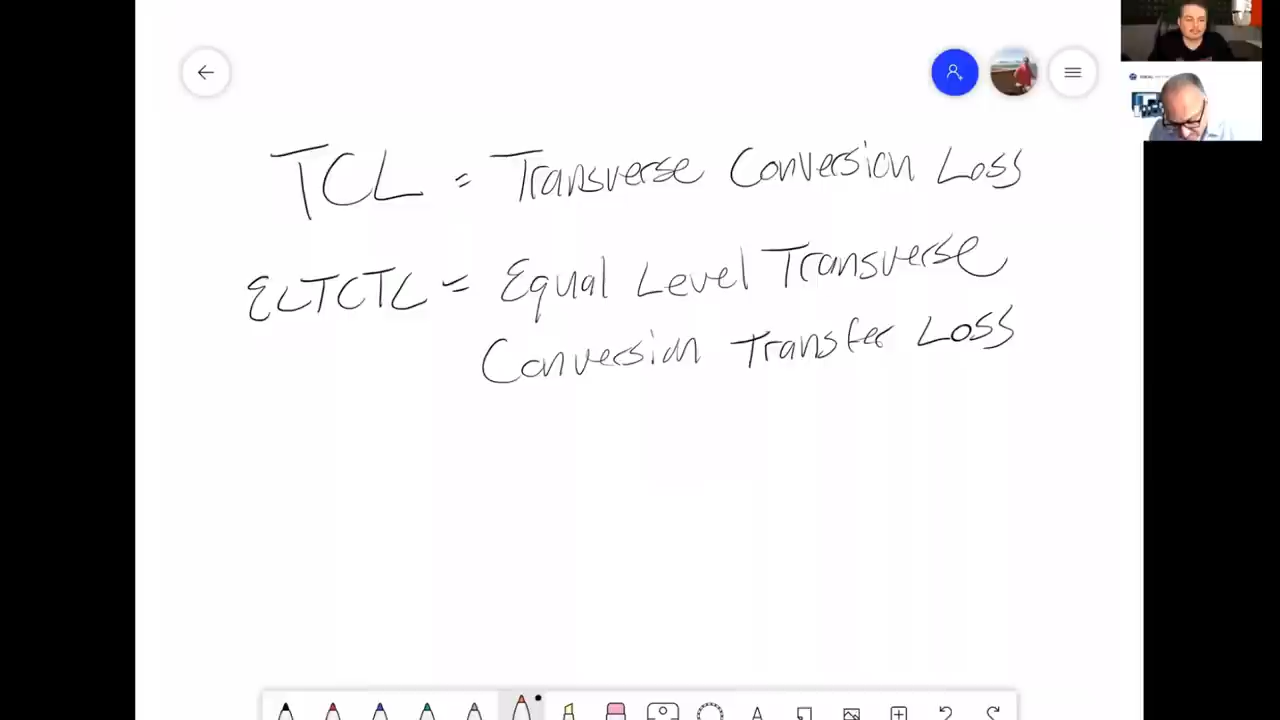 TCL = Transverse Conversion Loss
ELTCTL = Equal Level Transverse
Conversion Transfer Loss